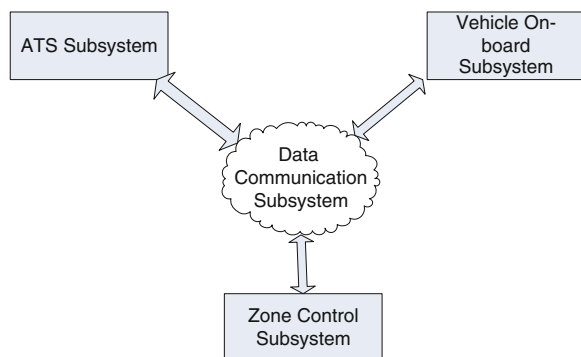 ATS Subsystem
Vehicle On-
board
Subsystem
Data
Communication
Subsystem
Zone Control
Subsystem